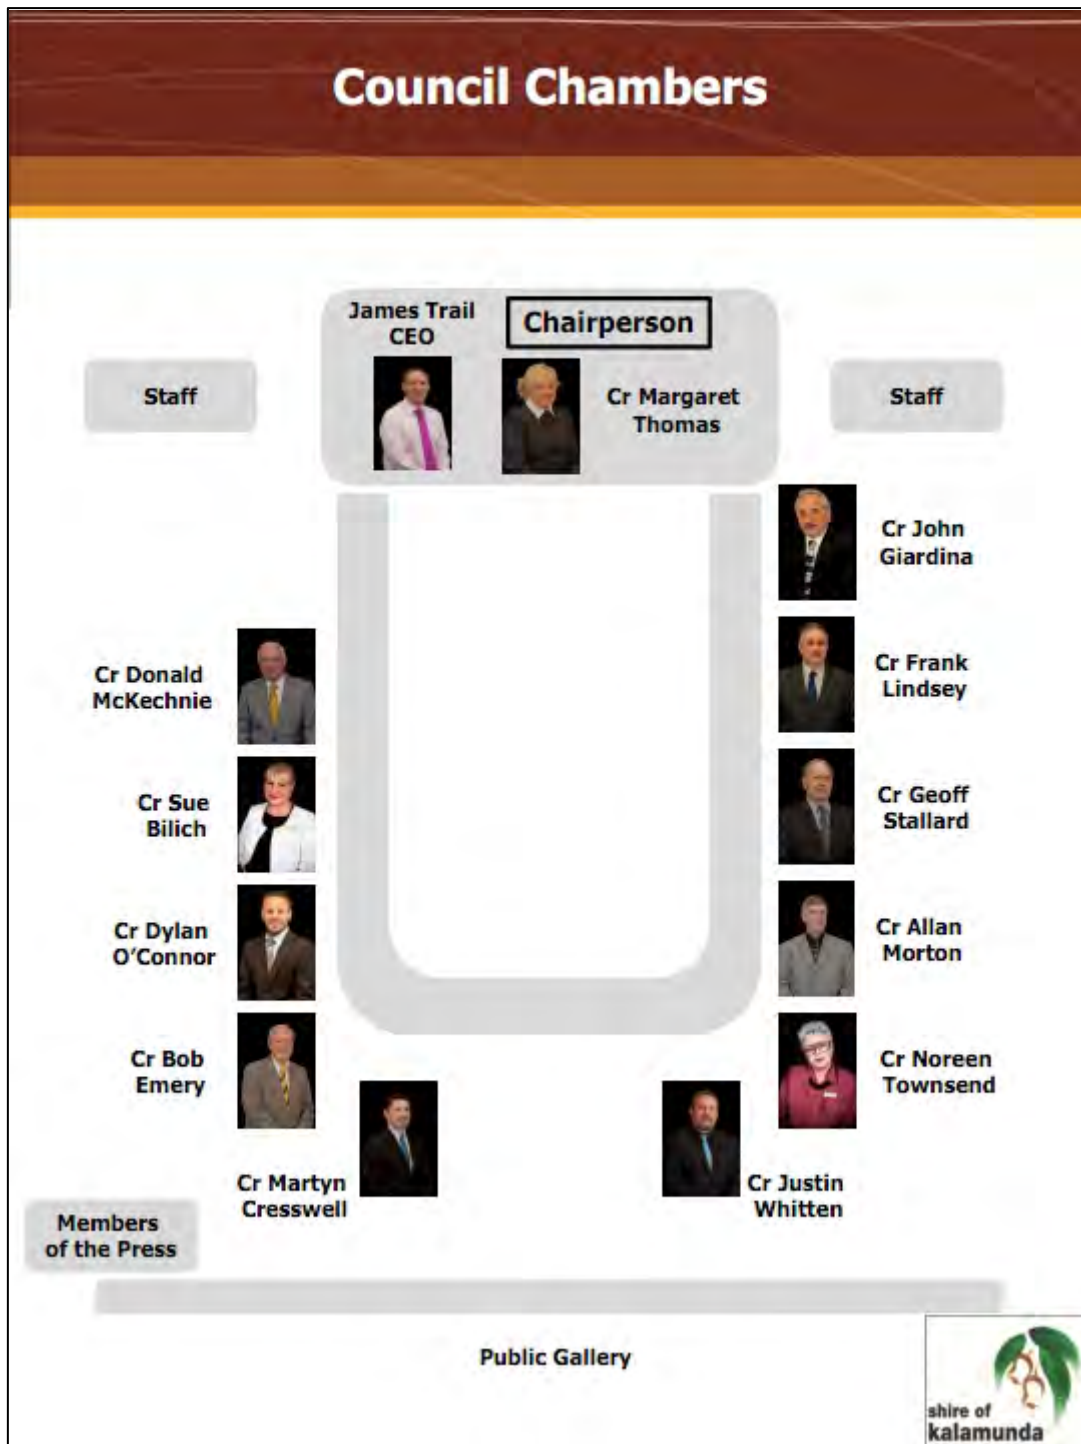 Council Chambers
James Trail
CEO
Chairperson
Staff
Cr Margaret
Thomas
Staff
Cr John
Giardina
Cr Donald
McKechnie
Cr Frank
Lindsey
Cr Sue
Bilich
Cr Geoff
Stallard
Cr Dylan
O'Connor
Cr Allan
Morton
Cr Bob
Emery
Cr Noreen
Townsend
Cr Martyn
Cresswell
Cr Justin
Whitten
Members
of the Press
Public Gallery
shire of
kalamunda